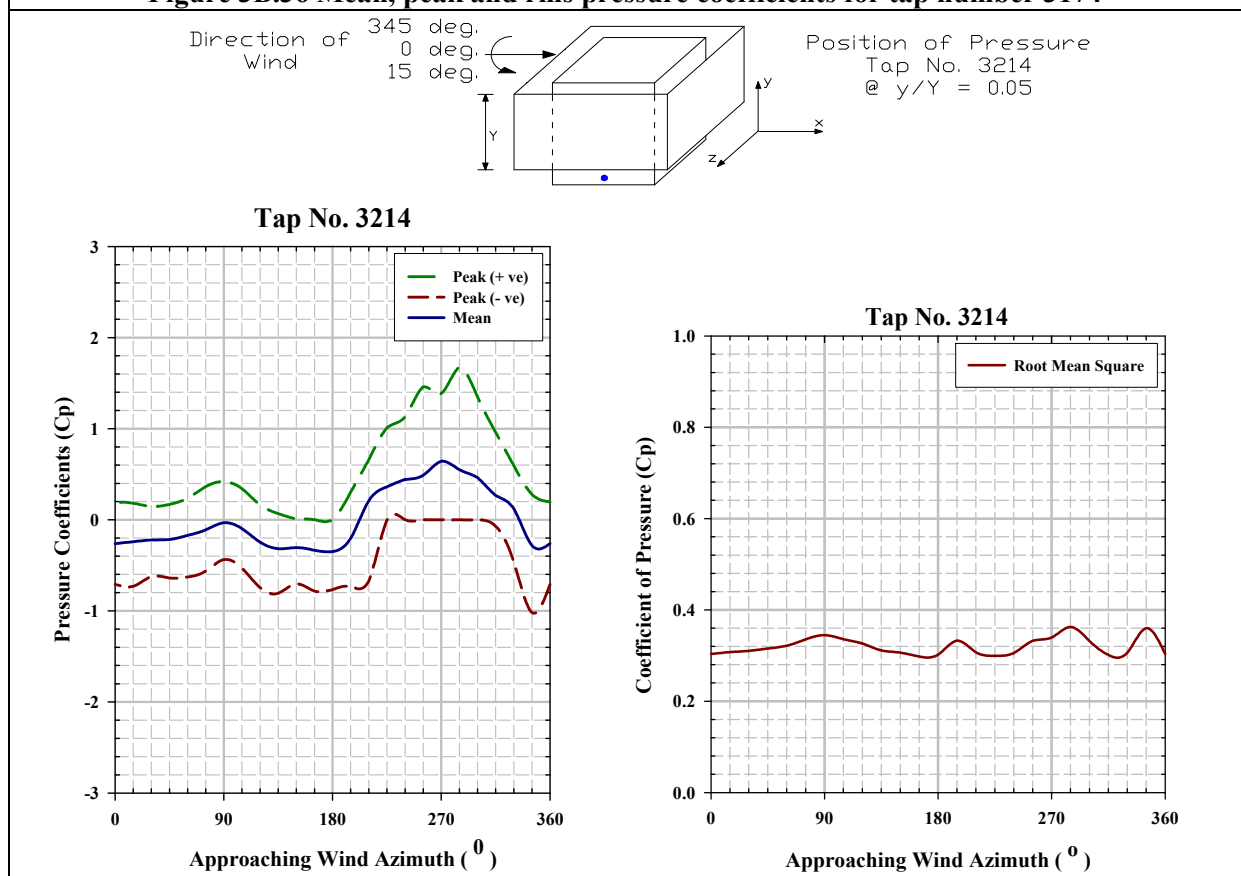 Direction of
Wind
345 deg.
0 deg.
15 deg.
Y
y
x
z
Position of Pressure
Tap No. 3214
@ y/Y = 0.05
Tap No. 3214
Pressure Coefficients (Cp)
3
2
1
0
-1
-2
-3
Peak (+ ve)
Peak (- ve)
Mean
0
90
180
270
360
Approaching Wind Azimuth ( 0 )
Tap No. 3214
Coefficient of Pressure (Cp)
1.0
0.8
0.6
0.4
0.2
0.0
Root Mean Square
0
90
180
270
360
Approaching Wind Azimuth ( o )